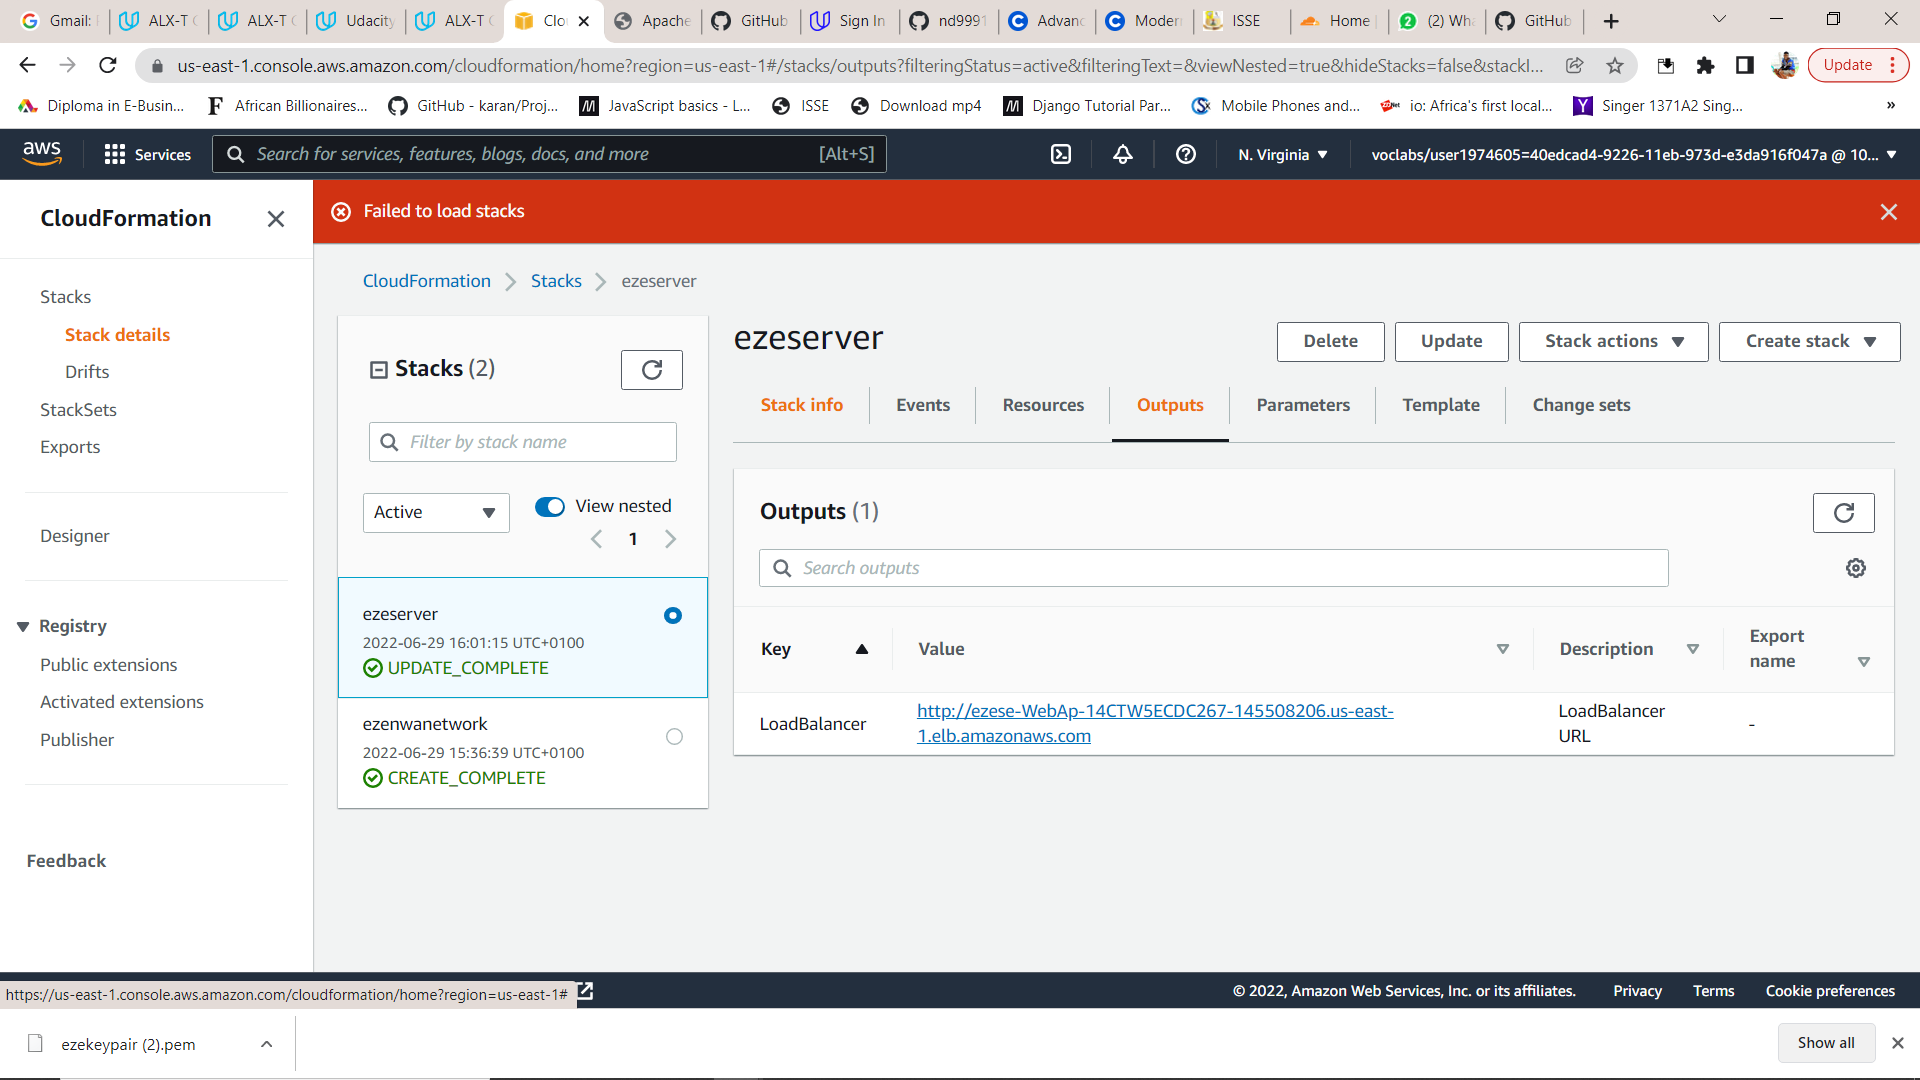 Gmail:
ALX-T
ALX-T
Udacity
ALX-T
Clo
Apache
GitHub
Sign In
nd9991
Advanc
Modern
ISSE
Home
(2) Wha
GitHub
us-east-1.console.aws.amazon.com/cloudformation/home?region=us-east-1#/stacks/outputs?filteringStatus=active&filteringText=&viewNested=true&hideStacks=false&stackI...
Update
Diploma in E-Busin...
African Billionaires...
GitHub - karan/Proj...
JavaScript basics - L...
ISSE
Download mp4
Django Tutorial Par...
Mobile Phones and...
io: Africa's first local...
Singer 1371A2 Sing...
»
aws
Services
Search for services, features, blogs, docs, and more
[Alt+S]
N. Virginia
voclabs/user1974605=40edcad4-9226-11eb-973d-e3da916f047a @ 10...
CloudFormation
Failed to load stacks
Stacks
Stack details
Drifts
StackSets
Exports
Designer
Registry
Public extensions
Activated extensions
Publisher
Feedback
CloudFormation
Stacks
ezeserver
Stacks (2)
Filter by stack name
Active
View nested
1
ezeserver
2022-06-29 16:01:15 UTC+0100
UPDATE_COMPLETE
ezenwanetwork
2022-06-29 15:36:39 UTC+0100
CREATE_COMPLETE
ezeserver
Delete
Update
Stack actions
Create stack
Stack info
Events
Resources
Outputs
Parameters
Template
Change sets
Outputs (1)
Search outputs
Key
Value
Description
Export
name
LoadBalancer
http://ezese-WebAp-14CTW5ECDC267-145508206.us-east-
1.elb.amazonaws.com
LoadBalancer
URL
-
https://us-east-1.console.aws.amazon.com/cloudformation/home?region=us-east-1#
© 2022, Amazon Web Services, Inc. or its affiliates.
Privacy
Terms
Cookie preferences
ezekeypair (2).pem
Show all